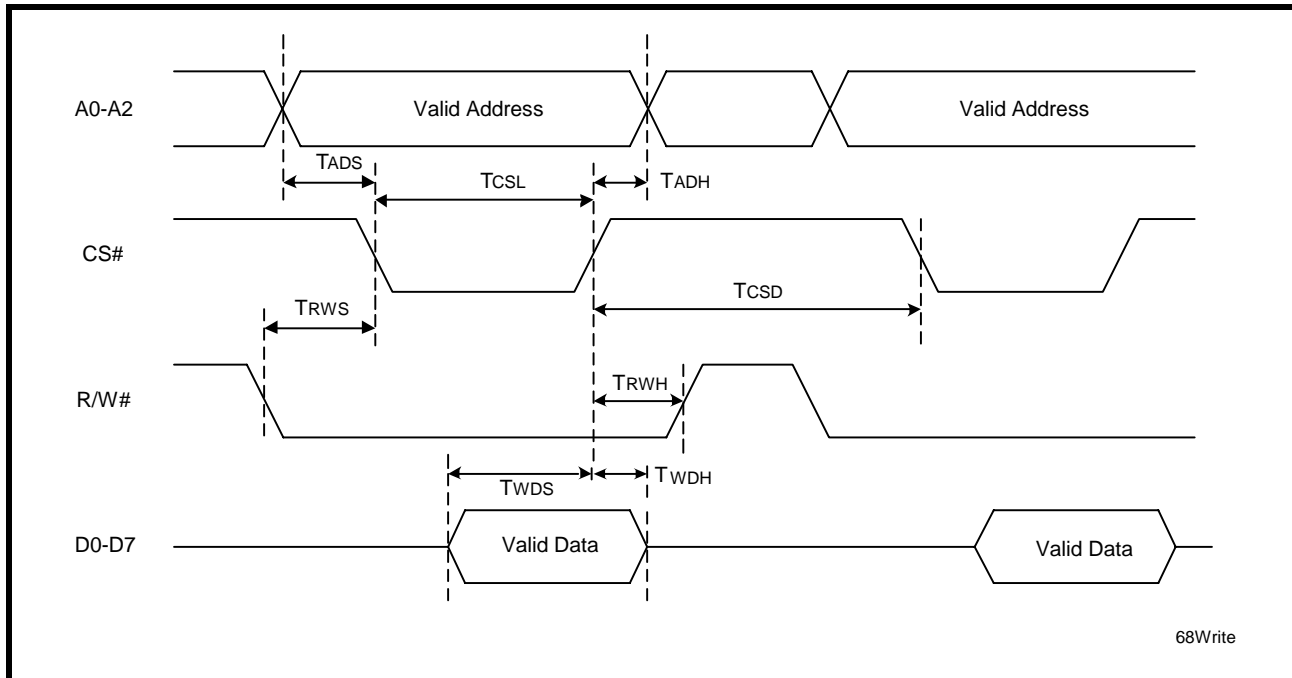 A0-A2
Valid Address
Valid Address
TADS
TCSL
TADH
CS#
TCSD
TRWS
R/W#
TRWH
TWDS
TWDH
D0-D7
Valid Data
Valid Data
68Write